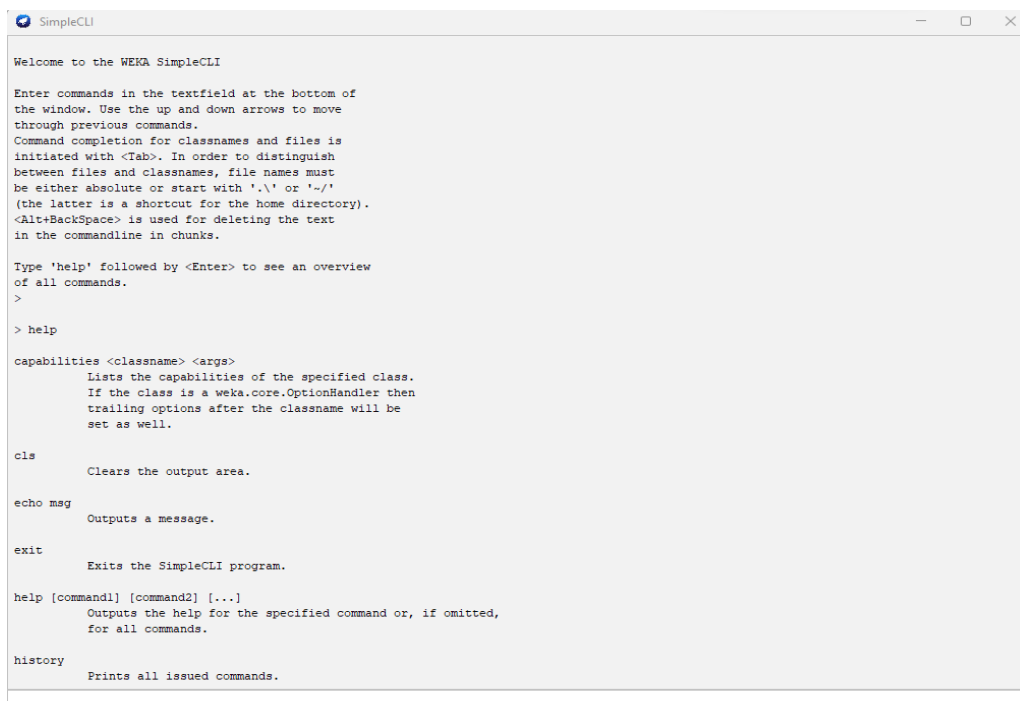 SimpleCLI
Welcome to the WEKA SimpleCLI
Enter commands in the textfield at the bottom of
the window. Use the up and down arrows to move
through previous commands.
Command completion for classnames and files is
initiated with <Tab>. In order to distinguish
between files and classnames, file names must
be either absolute or start with '.\' or '~/'
(the latter is a shortcut for the home directory).
<Alt+BackSpace> is used for deleting the text
in the commandline in chunks.
Type 'help' followed by <Enter> to see an overview
of all commands.
>
> help
capabilities <classname> <args>
Lists the capabilities of the specified class.
If the class is a weka.core.OptionHandler then
trailing options after the classname will be
set as well.
cls
Clears the output area.
echo msg
Outputs a message.
exit
Exits the SimpleCLI program.
help [command1] [command2] [...]
Outputs the help for the specified command or, if omitted,
for all commands.
history
Prints all issued commands.